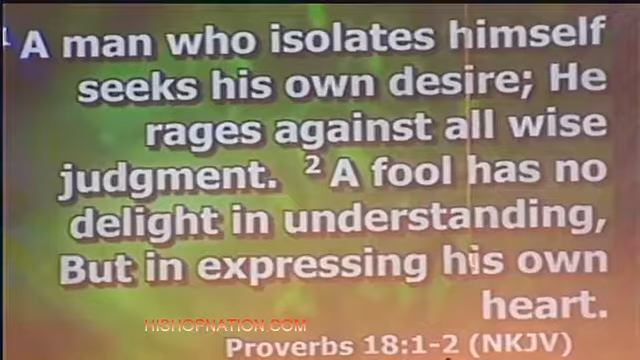 1 A man who isolates himself
seeks his own desire; He
rages against all wise
judgment. 2 A fool has no
delight in understanding,
But in expressing his own
heart.
HISHOPNATION.COM
Proverbs 18:1-2 (NKJV)